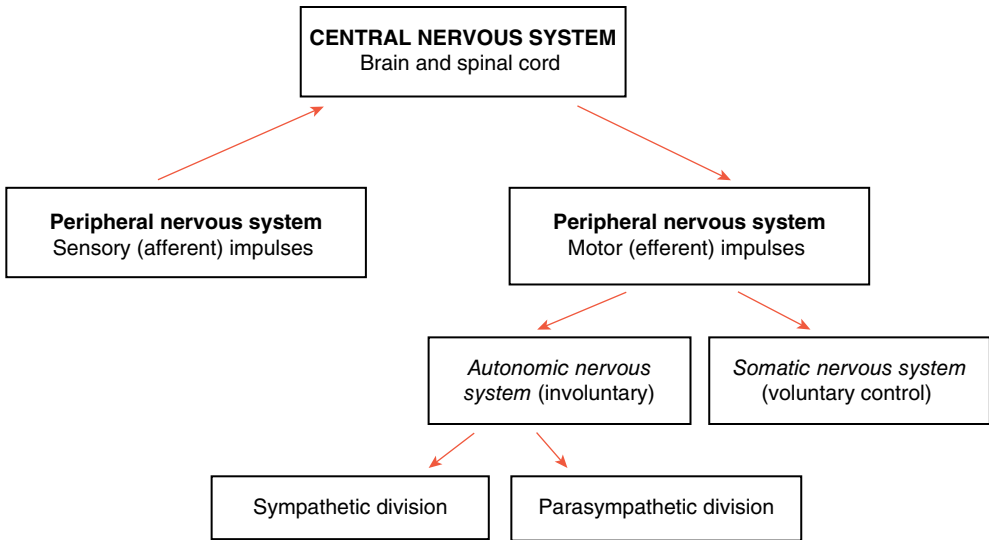 CENTRAL NERVOUS SYSTEM
Brain and spinal cord
Peripheral nervous system
Sensory (afferent) impulses
Peripheral nervous system
Motor (efferent) impulses
Autonomic nervous
system (involuntary)
Somatic nervous system
(voluntary control)
Sympathetic division
Parasympathetic division